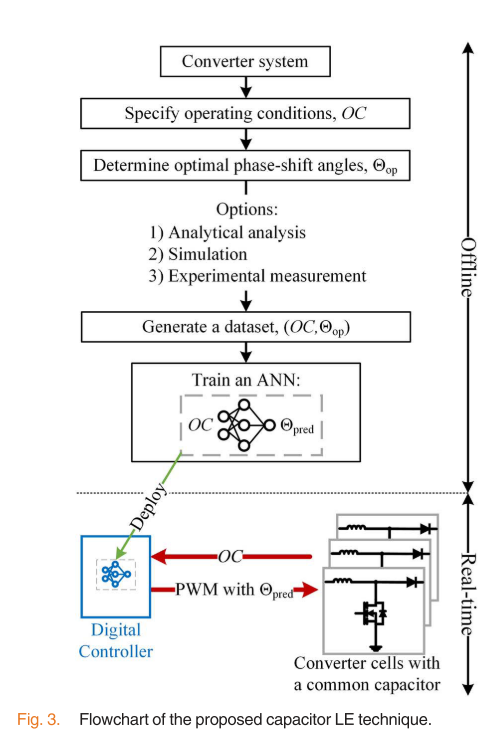 Converter system
Specify operating conditions, OC
Determine optimal phase-shift angles, Θop
Options:
1) Analytical analysis
2) Simulation
3) Experimental measurement
Generate a dataset, (OC,Θop)
Train an ANN:
OC Θpred
Offline
Deploy
OC
PWM with Θpred
Digital
Controller
Converter cells with
a common capacitor
Real-time
Fig. 3. Flowchart of the proposed capacitor LE technique.